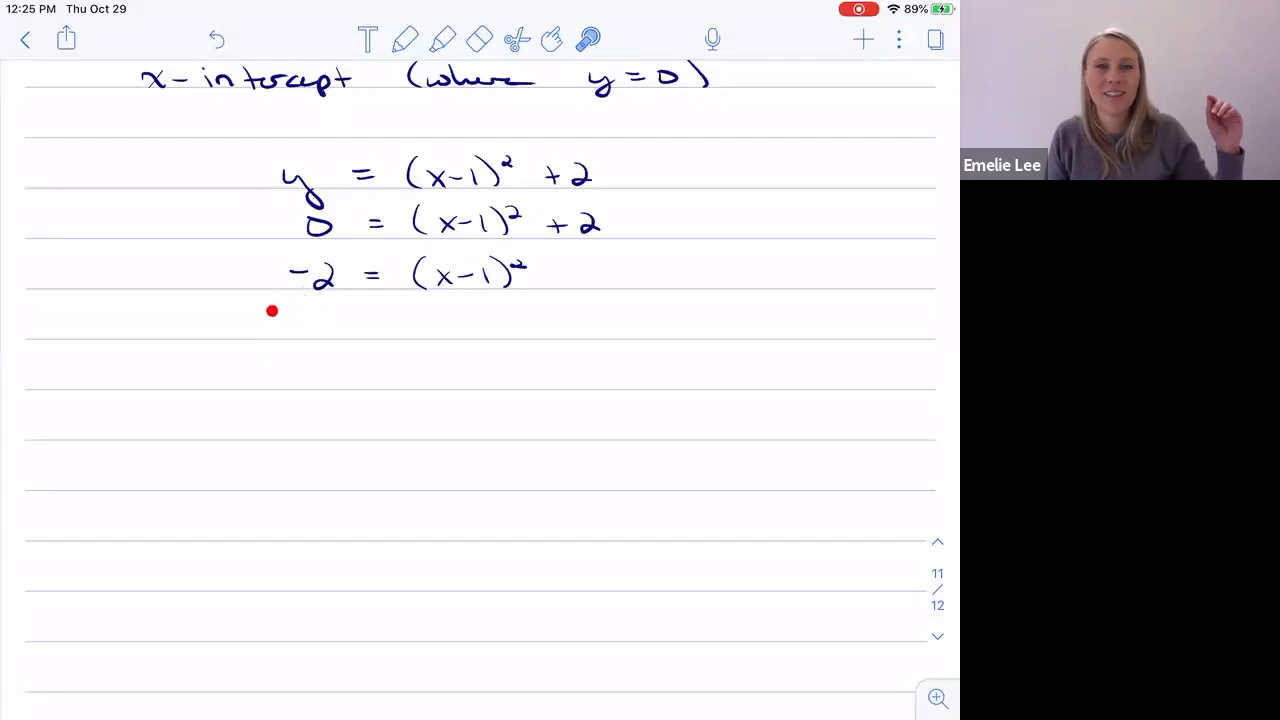 12:25 PM Thu Oct 29
89%
x-intercept (where y = 0)
y = (x-1)² + 2
0 = (x-1)² + 2
-2 = (x-1)²
Emelie Lee
11
/
12